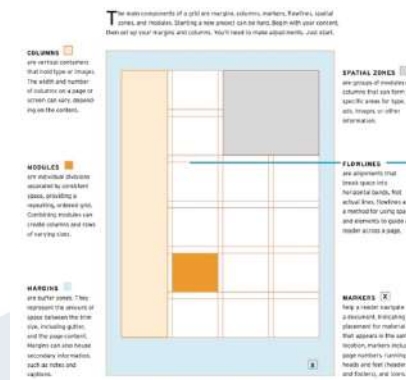 The main components of a grid are margins, columns, markers, flowlines, spatial
zones, and modules. Starting a new project can be hard. Begin with your content,
then set up your margins and columns. You'll need to make adjustments. Just start.
COLUMNS
are vertical containers
that hold type or images.
The width and number
of columns on a page or
screen can vary, depend-
ing on the content.
MODULES
are individual divisions
separated by consistent
space, providing a
repeating, ordered grid.
Combining modules can
create columns and rows
of varying sizes.
MARGINS
are buffer zones. They
represent the amount of
space between the trim
size, including gutter,
and the page content.
Margins can also house
secondary information,
such as notes and
captions.
SPATIAL ZONES
are groups of modules
columns that can form
specific areas for type,
ads, images, or other
information.
FLOWLINES
are alignments that
break space into
horizontal bands. Not
actual lines, flowlines a
a method for using spa
and elements to guide
reader across a page.
MARKERS X
help a reader navigate
a document. Indicating
placement for material
that appears in the sam
location, markers includ
page numbers, running
heads and feet (header
and footers), and icons.
X